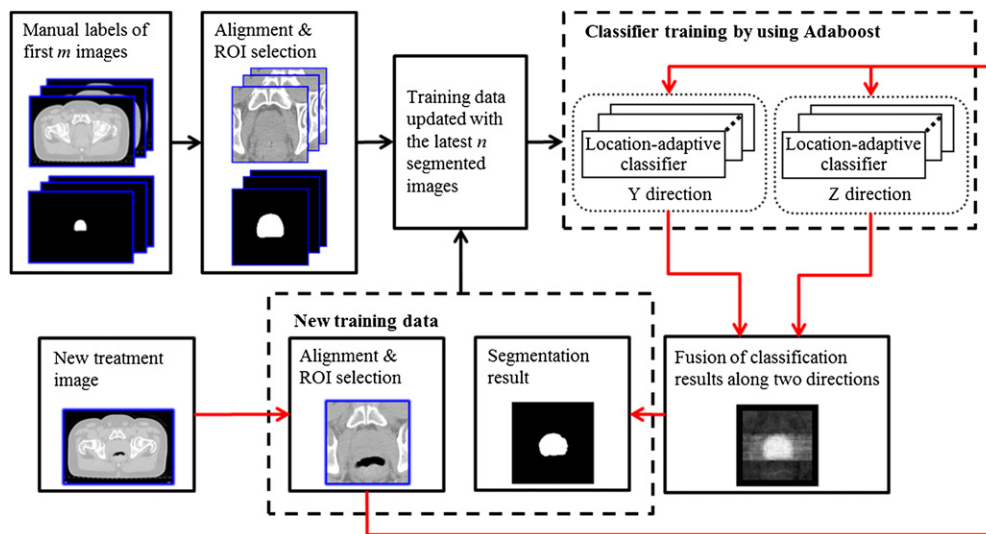 Manual labels of
first m images
Alignment &
ROI selection
Training data
updated with
the latest n
segmented
images
Classifier training by using Adaboost
Location-adaptive
classifier
Y direction
Location-adaptive
classifier
Z direction
New treatment
image
New training data
Alignment &
ROI selection
Segmentation
result
Fusion of classification
results along two directions